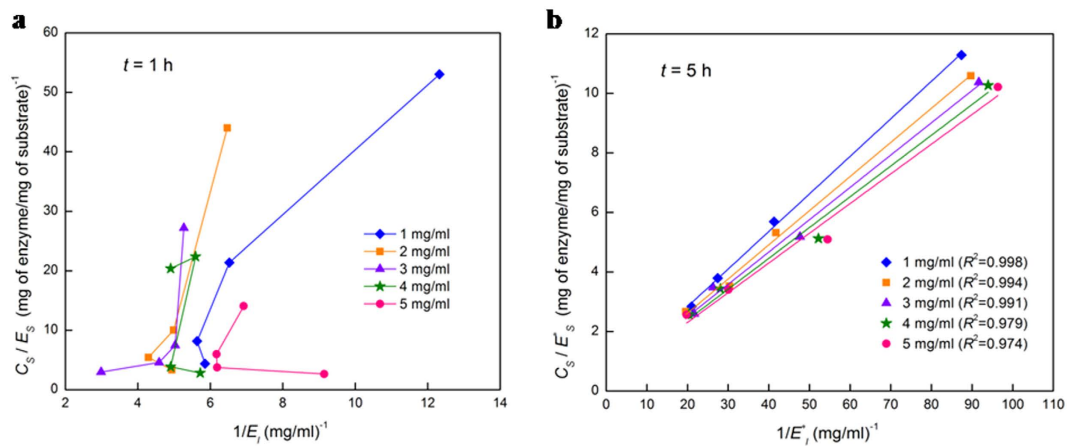 a
t = 1 h
C_S / E_S (mg of enzyme/mg of substrate)^-1
60
50
40
30
20
10
0
1 mg/ml
2 mg/ml
3 mg/ml
4 mg/ml
5 mg/ml
2 4 6 8 10 12 14
1/E_I (mg/ml)^-1
b
t = 5 h
C_S / E^*_S (mg of enzyme/mg of substrate)^-1
12
10
8
6
4
2
0
1 mg/ml (R^2=0.998)
2 mg/ml (R^2=0.994)
3 mg/ml (R^2=0.991)
4 mg/ml (R^2=0.979)
5 mg/ml (R^2=0.974)
0 10 20 30 40 50 60 70 80 90 100 110
1/E^*_I (mg/ml)^-1